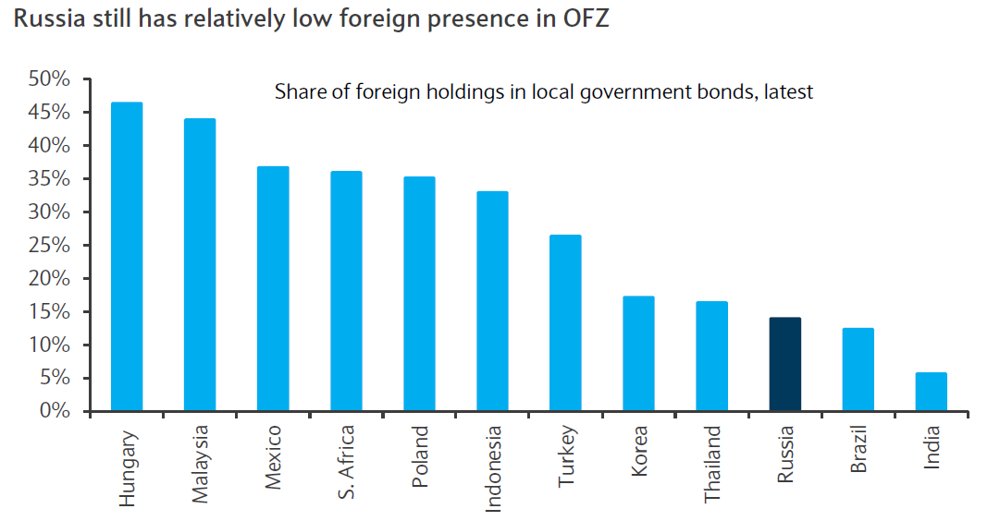 Russia still has relatively low foreign presence in OFZ
Share of foreign holdings in local government bonds, latest
50%
45%
40%
35%
30%
25%
20%
15%
10%
5%
0%
Hungary
Malaysia
Mexico
S. Africa
Poland
Indonesia
Turkey
Korea
Thailand
Russia
Brazil
India